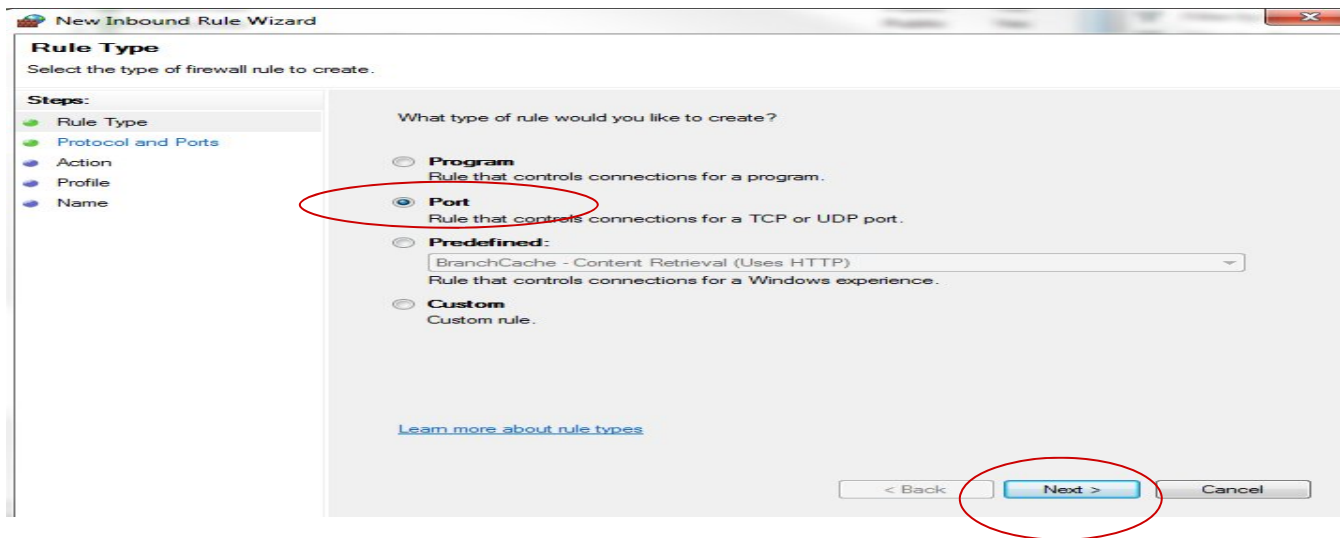 New Inbound Rule Wizard
Rule Type
Select the type of firewall rule to create.
Steps:
Rule Type
Protocol and Ports
Action
Profile
Name
What type of rule would you like to create?
Program
Rule that controls connections for a program.
Port
Rule that controls connections for a TCP or UDP port.
Predefined:
BranchCache - Content Retrieval (Uses HTTP)
Rule that controls connections for a Windows experience.
Custom
Custom rule.
Learn more about rule types
< Back
Next >
Cancel